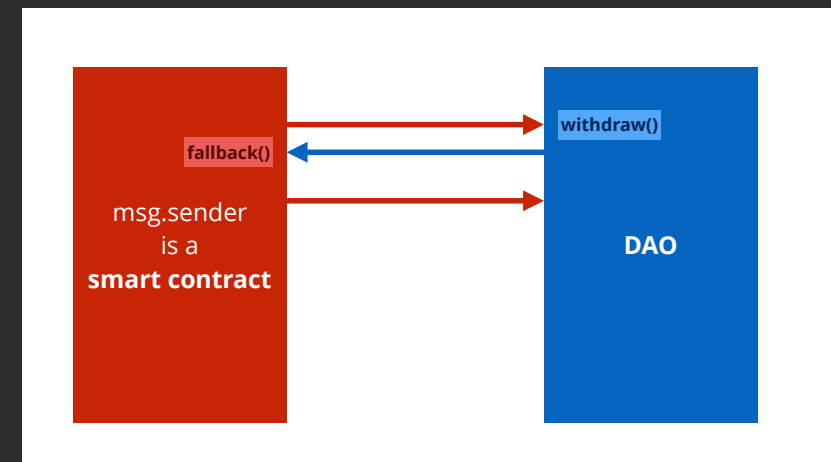 withdraw()
fallback()
msg.sender
is a
smart contract
DAO